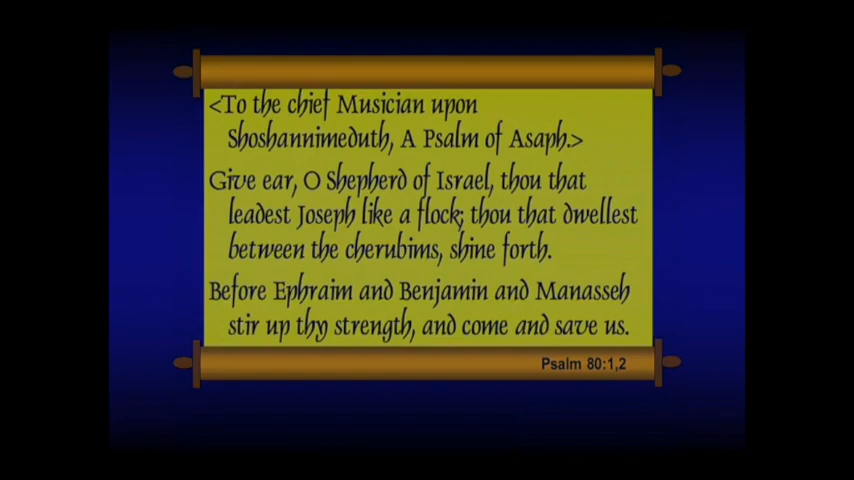 <To the chief Musician upon
Shoshannimeduth, A Psalm of Asaph.>
Give ear, O Shepherd of Israel, thou that
leadest Joseph like a flock; thou that dwellest
between the cherubims, shine forth.
Before Ephraim and Benjamin and Manasseh
stir up thy strength, and come and save us.
Psalm 80:1,2